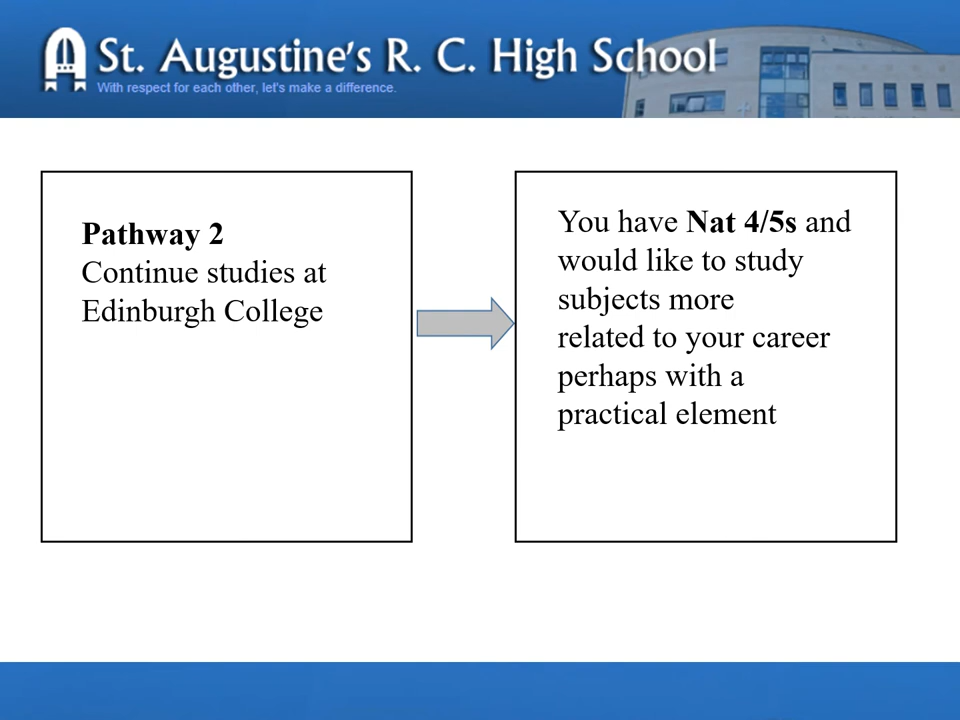 St. Augustine's R. C. High School
With respect for each other, let's make a difference.
Pathway 2
Continue studies at
Edinburgh College
You have Nat 4/5s and
would like to study
subjects more
related to your career
perhaps with a
practical element